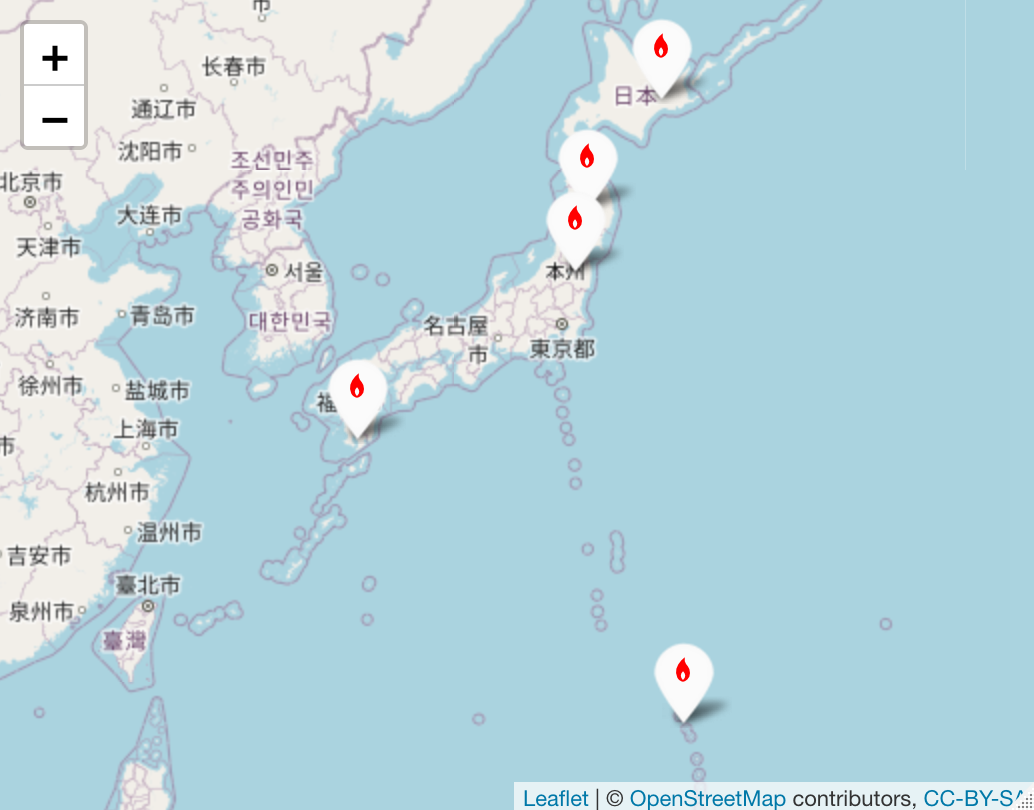 市
+
长春市
−
日本
通辽市
沈阳市
조선민주
주의인민
공화국
北京市
大连市
天津市
서울
本州
济南市
青岛市
대한민국
名古屋
市
東京都
徐州市
盐城市
福
上海市
市
杭州市
温州市
吉安市
臺北市
泉州市
臺灣
Leaflet | © OpenStreetMap contributors, CC-BY-SA